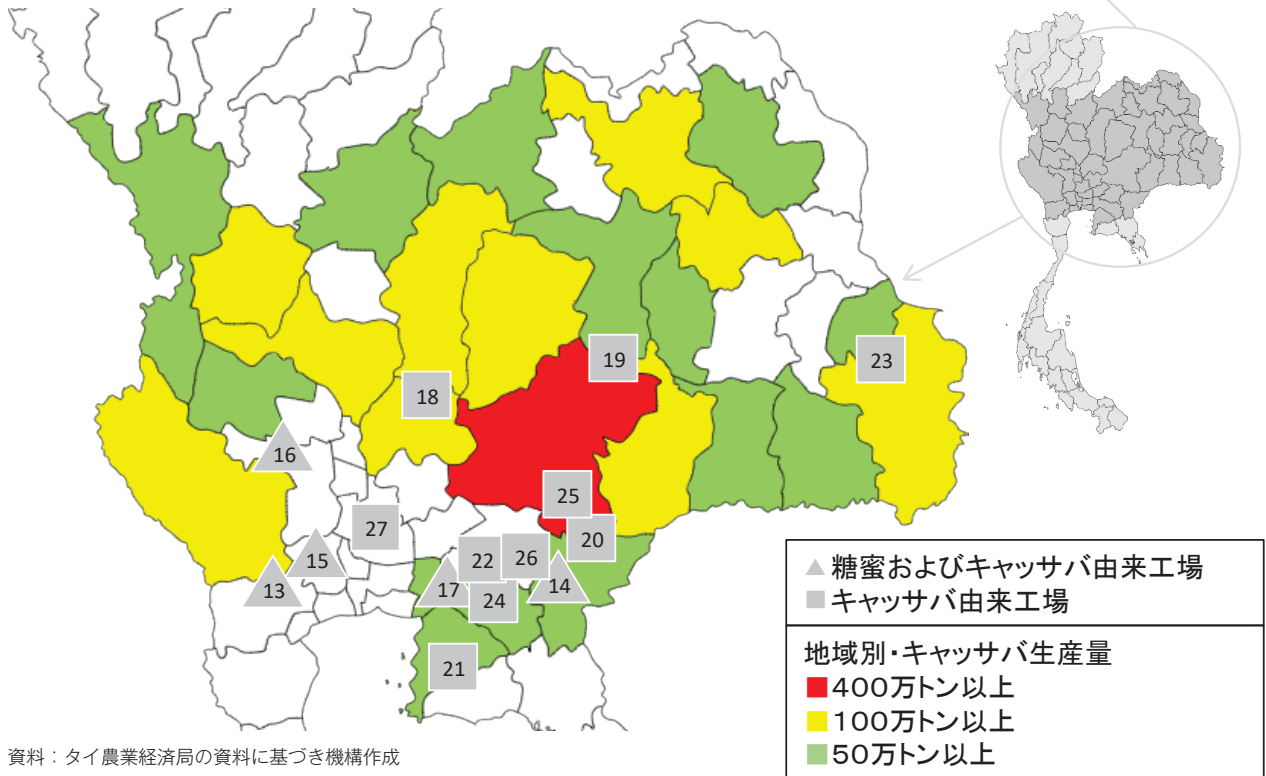 19
23
18
16
25
27
20
15
22
26
13
17
14
24
21
▲糖蜜およびキャッサバ由来工場
■キャッサバ由来工場
地域別・キャッサバ生産量
■400万トン以上
■100万トン以上
■50万トン以上
資料：タイ農業経済局の資料に基づき機構作成